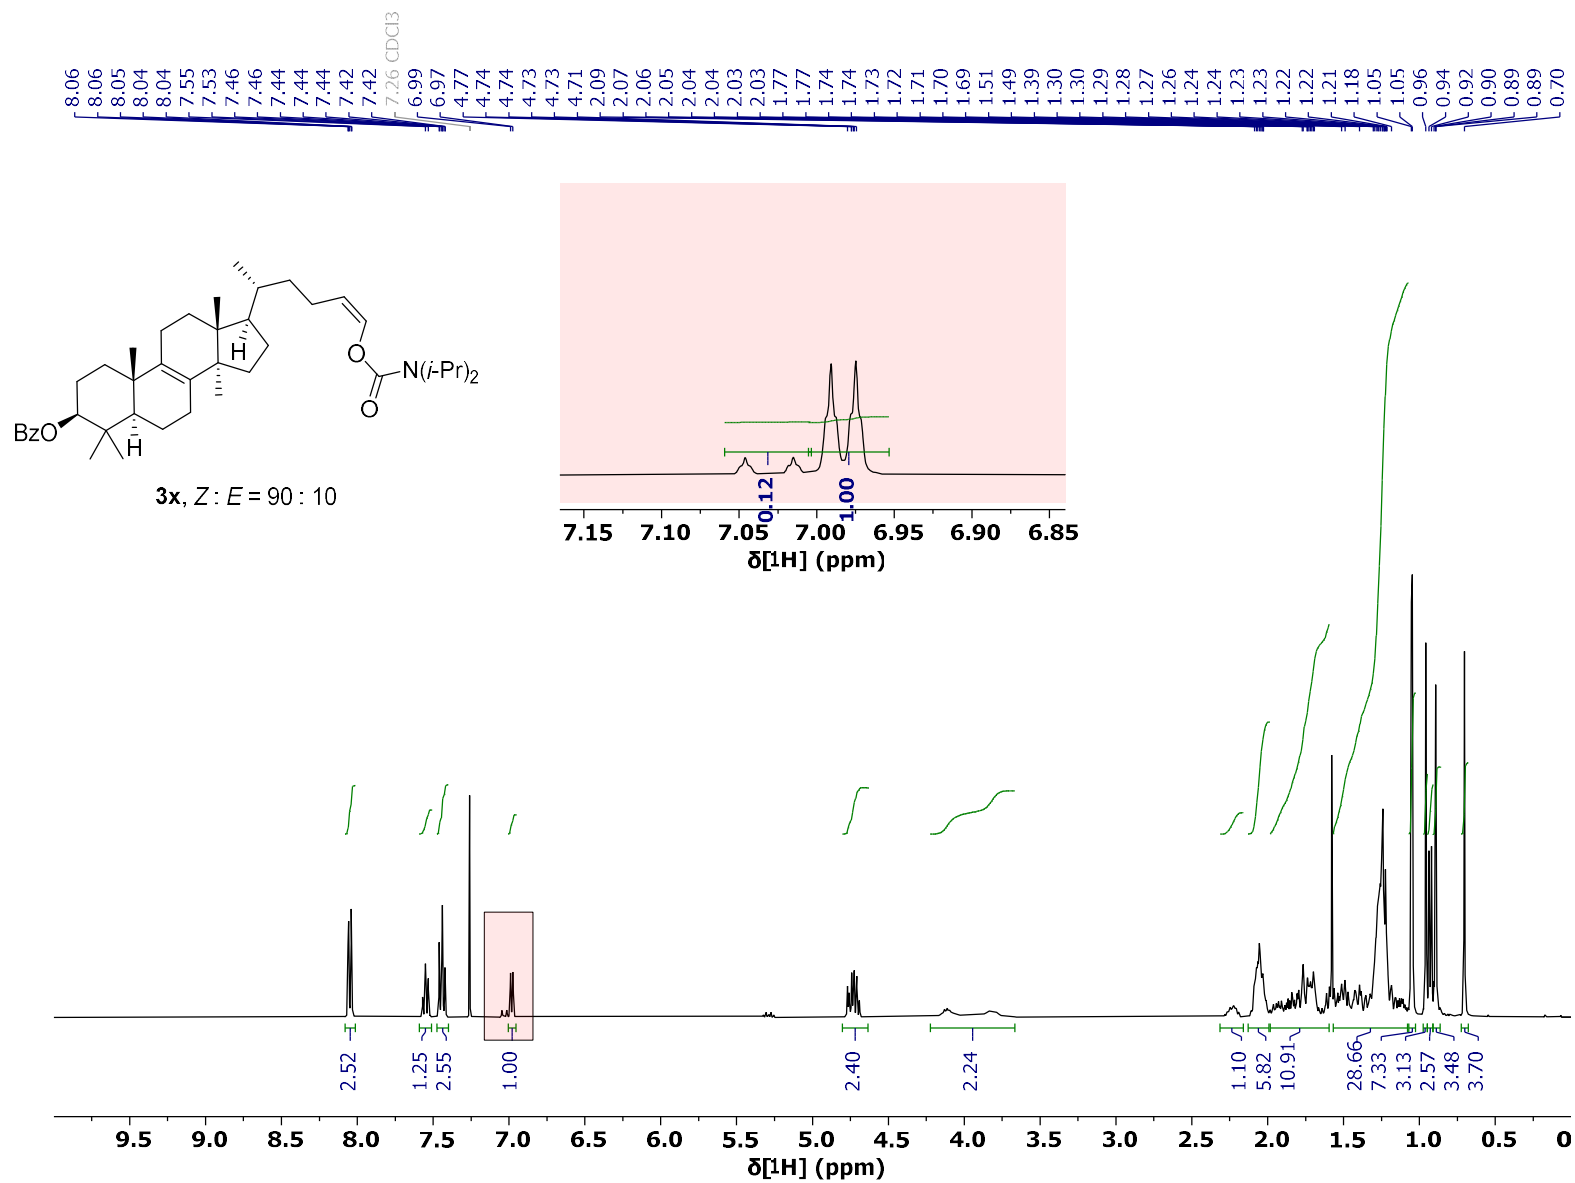 8.06 8.06 8.05 8.04 8.04 7.55 7.53 7.46 7.46 7.44 7.44 7.44 7.42 7.42 7.26 CDCl3 6.99 6.97 4.77 4.74 4.74 4.73 4.73 4.71 2.09 2.07 2.06 2.05 2.04 2.04 2.03 2.03 1.77 1.77 1.74 1.74 1.73 1.72 1.71 1.70 1.69 1.51 1.49 1.39 1.30 1.30 1.29 1.28 1.27 1.26 1.24 1.24 1.23 1.23 1.22 1.22 1.21 1.18 1.05 1.05 0.96 0.94 0.92 0.90 0.89 0.89 0.70
H
O
N(i-Pr)2
O
BzO
H
3x, Z : E = 90 : 10
0.12 1.00
7.15 7.10 7.05 7.00 6.95 6.90 6.85
δ[1H] (ppm)
2.52 1.25 2.55 1.00 2.40 2.24 1.10 5.82 10.91 28.66 7.33 3.13 2.57 3.48 3.70
9.5 9.0 8.5 8.0 7.5 7.0 6.5 6.0 5.5 5.0 4.5 4.0 3.5 3.0 2.5 2.0 1.5 1.0 0.5 0
δ[1H] (ppm)